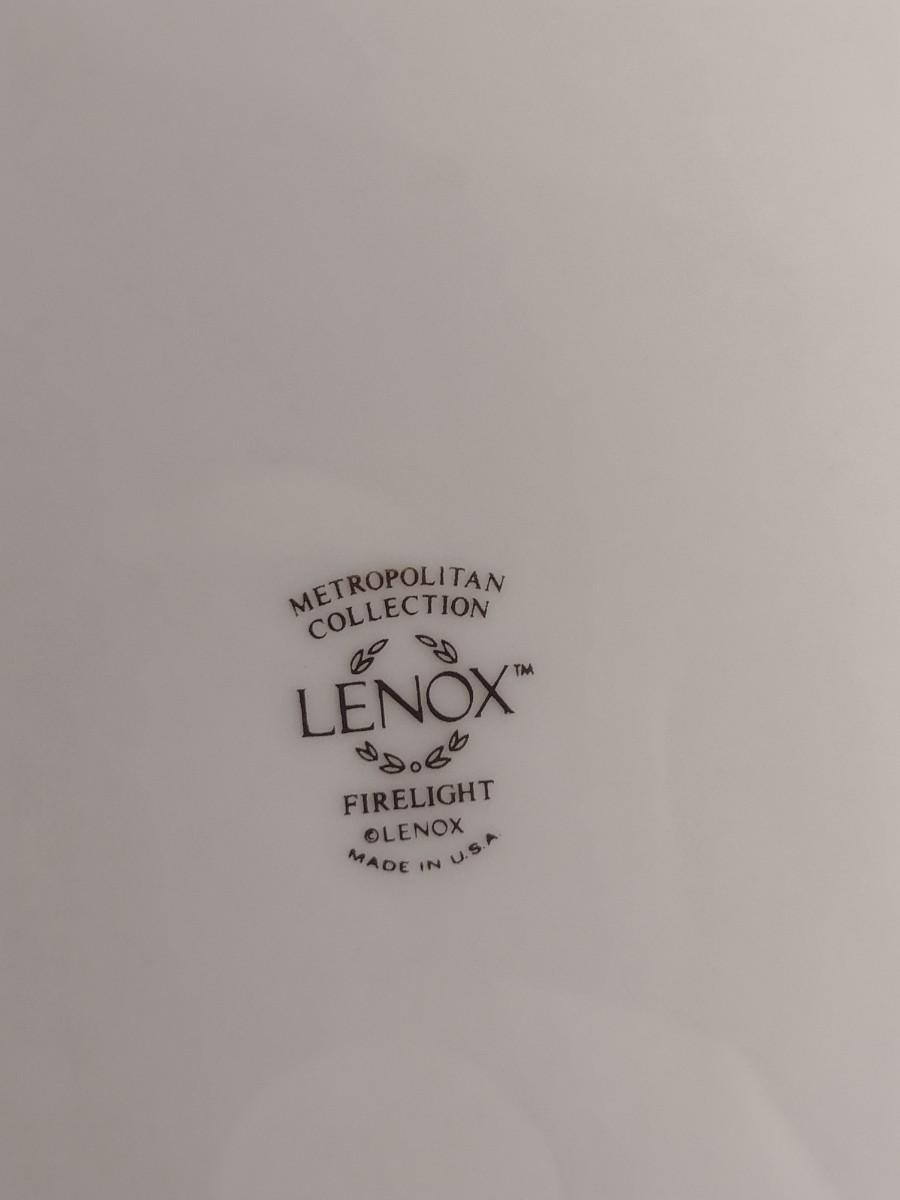 METROPOLITAN
COLLECTION
LENOX™
FIRELIGHT
©LENOX
MADE IN U.S.A.